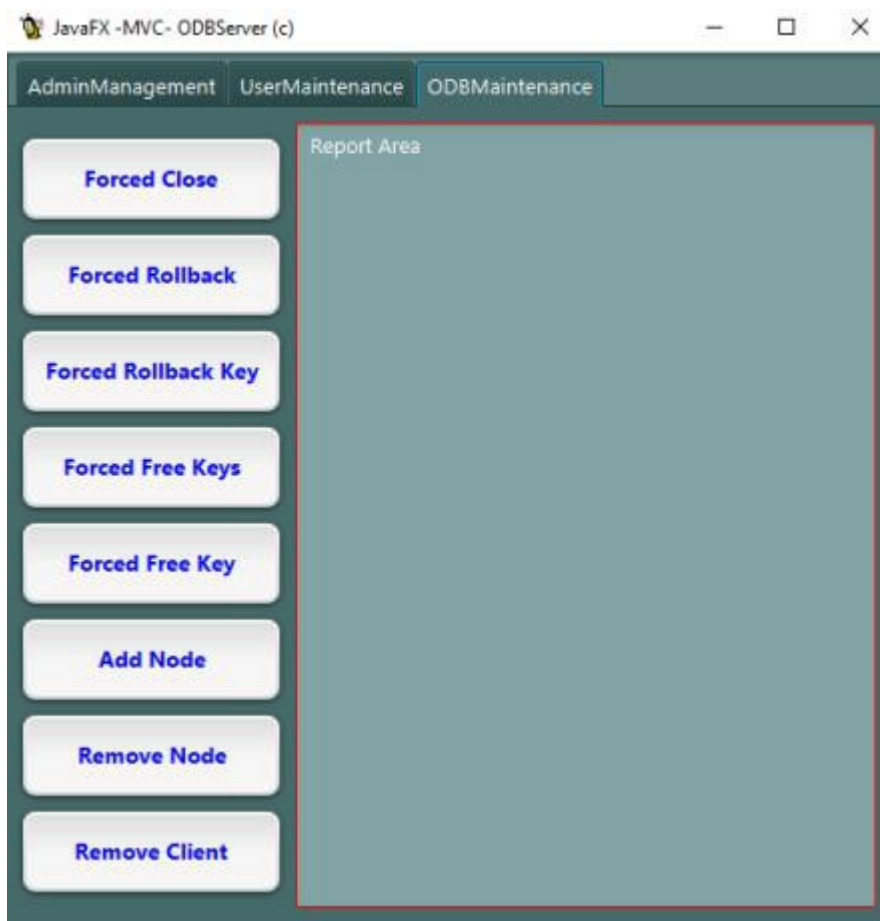 JavaFX -MVC- ODBServer (c)
AdminManagement UserMaintenance ODBMaintenance
Report Area
Forced Close
Forced Rollback
Forced Rollback Key
Forced Free Keys
Forced Free Key
Add Node
Remove Node
Remove Client